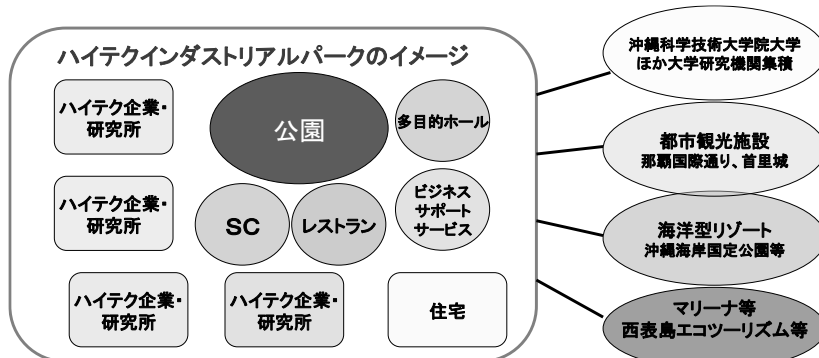 ハイテクインダストリアルパークのイメージ
ハイテク企業・
研究所
公園
多目的ホール
ハイテク企業・
研究所
SC
レストラン
ビジネス
サポート
サービス
ハイテク企業・
研究所
ハイテク企業・
研究所
住宅
沖縄科学技術大学院大学
ほか大学研究機関集積
都市観光施設
那覇国際通り、首里城
海洋型リゾート
沖縄海岸国定公園等
マリーナ等
西表島エコツーリズム等